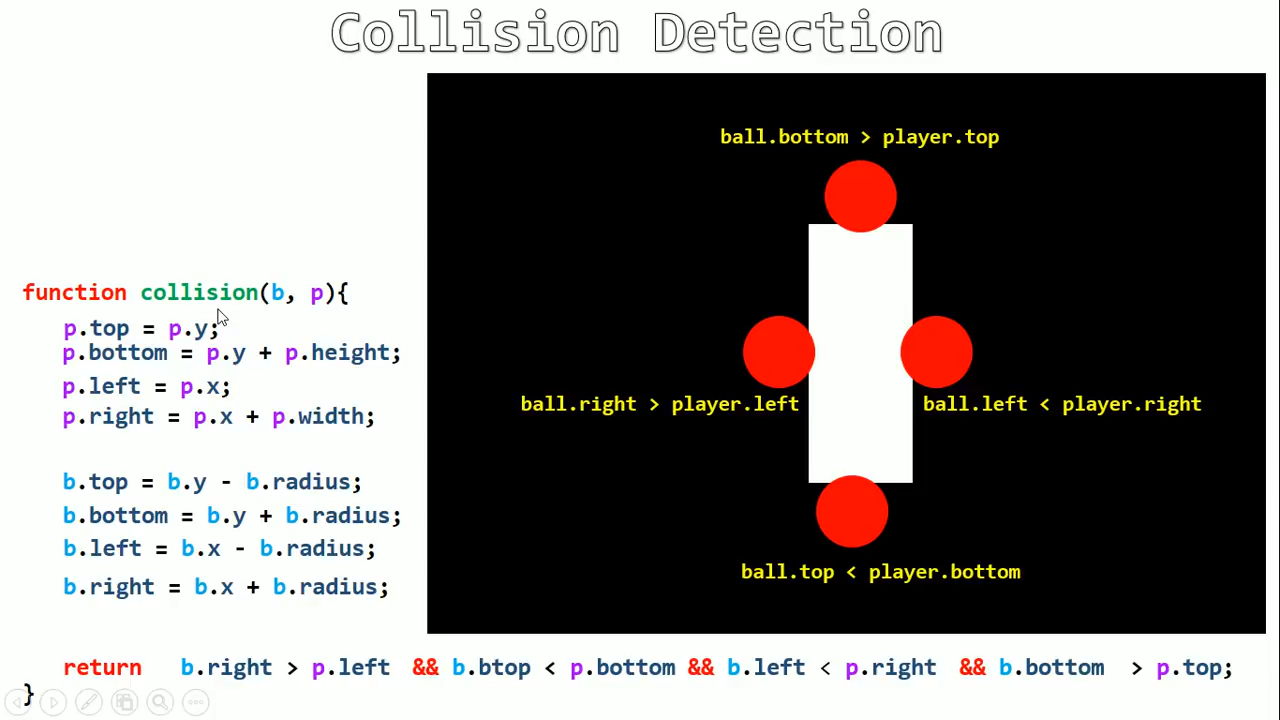 Collision Detection
ball.bottom > player.top
function collision(b, p){
p.top = p.y;
p.bottom = p.y + p.height;
p.left = p.x;
p.right = p.x + p.width;
ball.right > player.left
ball.left < player.right
b.top = b.y - b.radius;
b.bottom = b.y + b.radius;
b.left = b.x - b.radius;
b.right = b.x + b.radius;
ball.top < player.bottom
return b.right > p.left && b.btop < p.bottom && b.left < p.right && b.bottom > p.top;
}